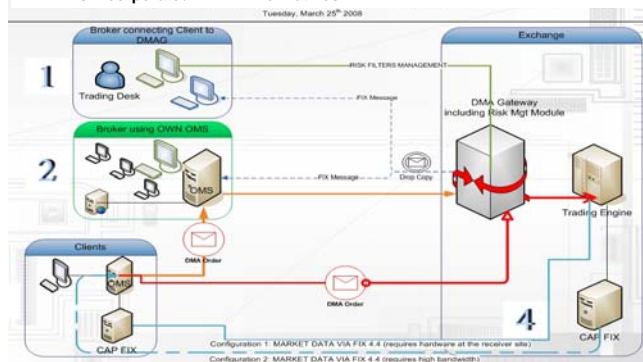 Tuesday, March 25th 2008
Broker connecting Client to
DMAG
Exchange
1
Trading Desk
RISK FILTERS MANAGEMENT
FIX Message
DMA Gateway
including Risk Mgt Module
Broker using OWN OMS
2
OMS
FIX Message
Drop Copy
Trading Engine
DMA Order
Clients
OMS
DMA Order
4
CAP FIX
CAP FIX
Configuration 1: MARKET DATA VIA FIX 4.4 (requires hardware at the receiver site)
Configuration 2: MARKET DATA VIA FIX 4.4 (requires high bandwidth)